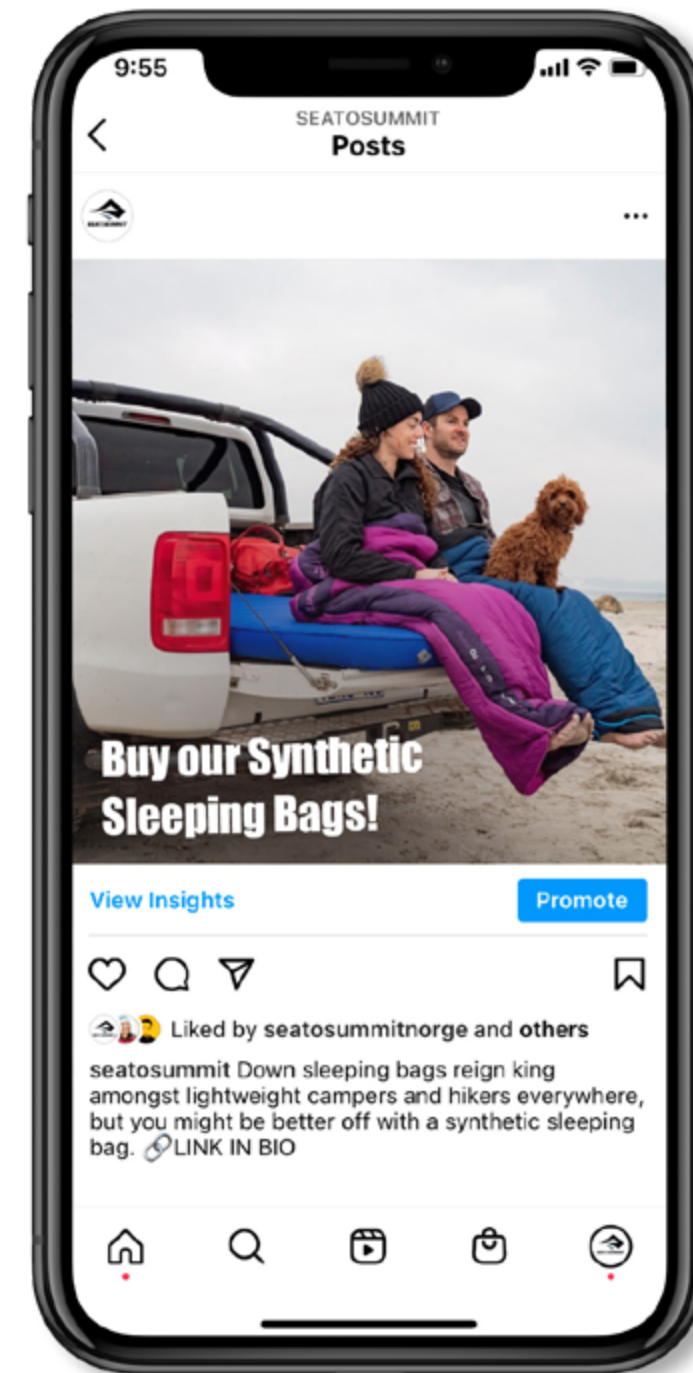 9:55
SEATOSUMMIT
Posts
Buy our Synthetic
Sleeping Bags!
View Insights
Promote
Liked by seatosummitnorge and others
seatosummit Down sleeping bags reign king
amongst lightweight campers and hikers everywhere,
but you might be better off with a synthetic sleeping
bag. 🔗LINK IN BIO